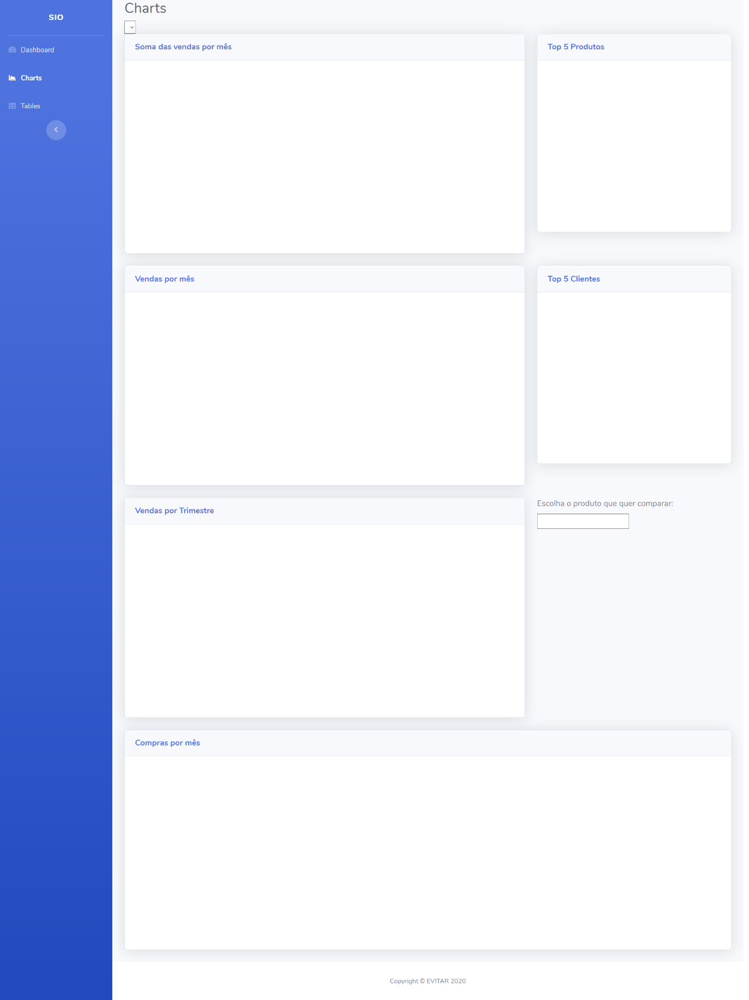 SIO
Dashboard
Charts
Tables
Charts
Soma das vendas por mês
Top 5 Produtos
Vendas por mês
Top 5 Clientes
Vendas por Trimestre
Escolha o produto que quer comparar:
Compras por mês
Copyright © EVITAR 2020